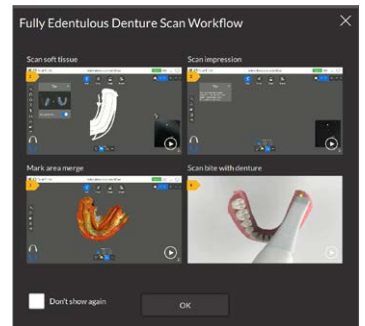 Fully Edentulous Denture Scan Workflow
Scan soft tissue
Scan impression
Mark area merge
Scan bite with denture
Don't show again
OK